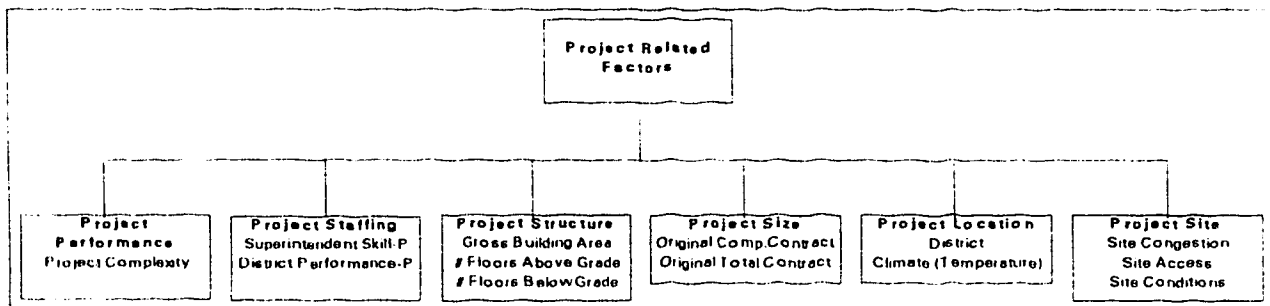 Project Related
Factors
Project
Performance
Project Complexity
Project Staffing
Superintendent Skill-P
District Performance-P
Project Structure
Gross Building Area
# Floors Above Grade
# Floors Below Grade
Project Size
Original Comp.Contract
Original Total Contract
Project Location
District
Climate (Temperature)
Project Site
Site Congestion
Site Access
Site Conditions